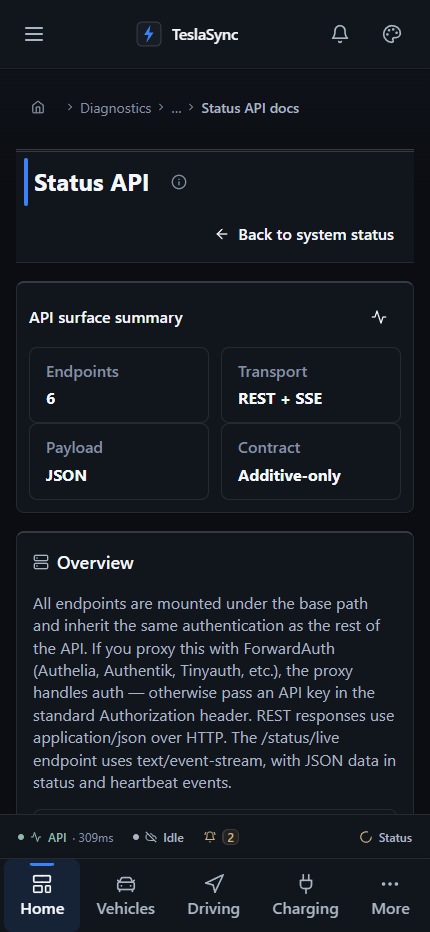 TeslaSync
Diagnostics
...
Status API docs
Status API
Back to system status
API surface summary
Endpoints
6
Transport
REST + SSE
Payload
JSON
Contract
Additive-only
Overview
All endpoints are mounted under the base path
and inherit the same authentication as the rest of
the API. If you proxy this with ForwardAuth
(Authelia, Authentik, Tinyauth, etc.), the proxy
handles auth — otherwise pass an API key in the
standard Authorization header. REST responses use
application/json over HTTP. The /status/live
endpoint uses text/event-stream, with JSON data in
status and heartbeat events.
API · 309ms
Idle
2
Status
Home
Vehicles
Driving
Charging
More